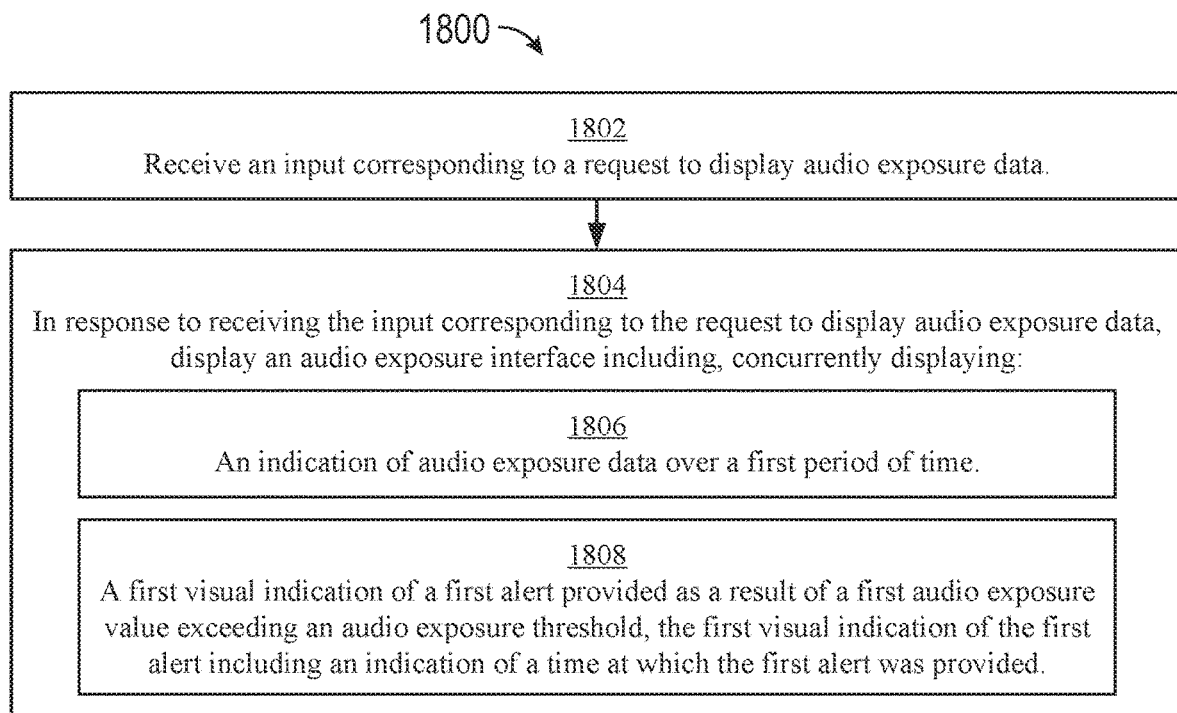 1800
1802
Receive an input corresponding to a request to display audio exposure data.
1804
In response to receiving the input corresponding to the request to display audio exposure data,
display an audio exposure interface including, concurrently displaying:
1806
An indication of audio exposure data over a first period of time.
1808
A first visual indication of a first alert provided as a result of a first audio exposure
value exceeding an audio exposure threshold, the first visual indication of the first
alert including an indication of a time at which the first alert was provided.